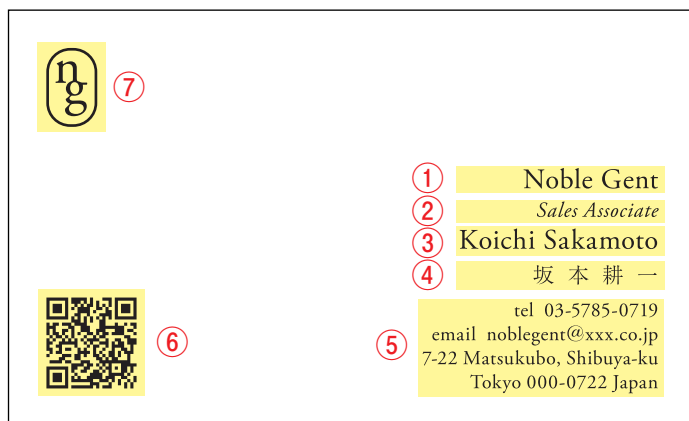 ng
⑦
① Noble Gent
② Sales Associate
③ Koichi Sakamoto
④ 坂本耕一
⑤
tel 03-5785-0719
email noblegent@xxx.co.jp
7-22 Matsukubo, Shibuya-ku
Tokyo 000-0722 Japan
⑥